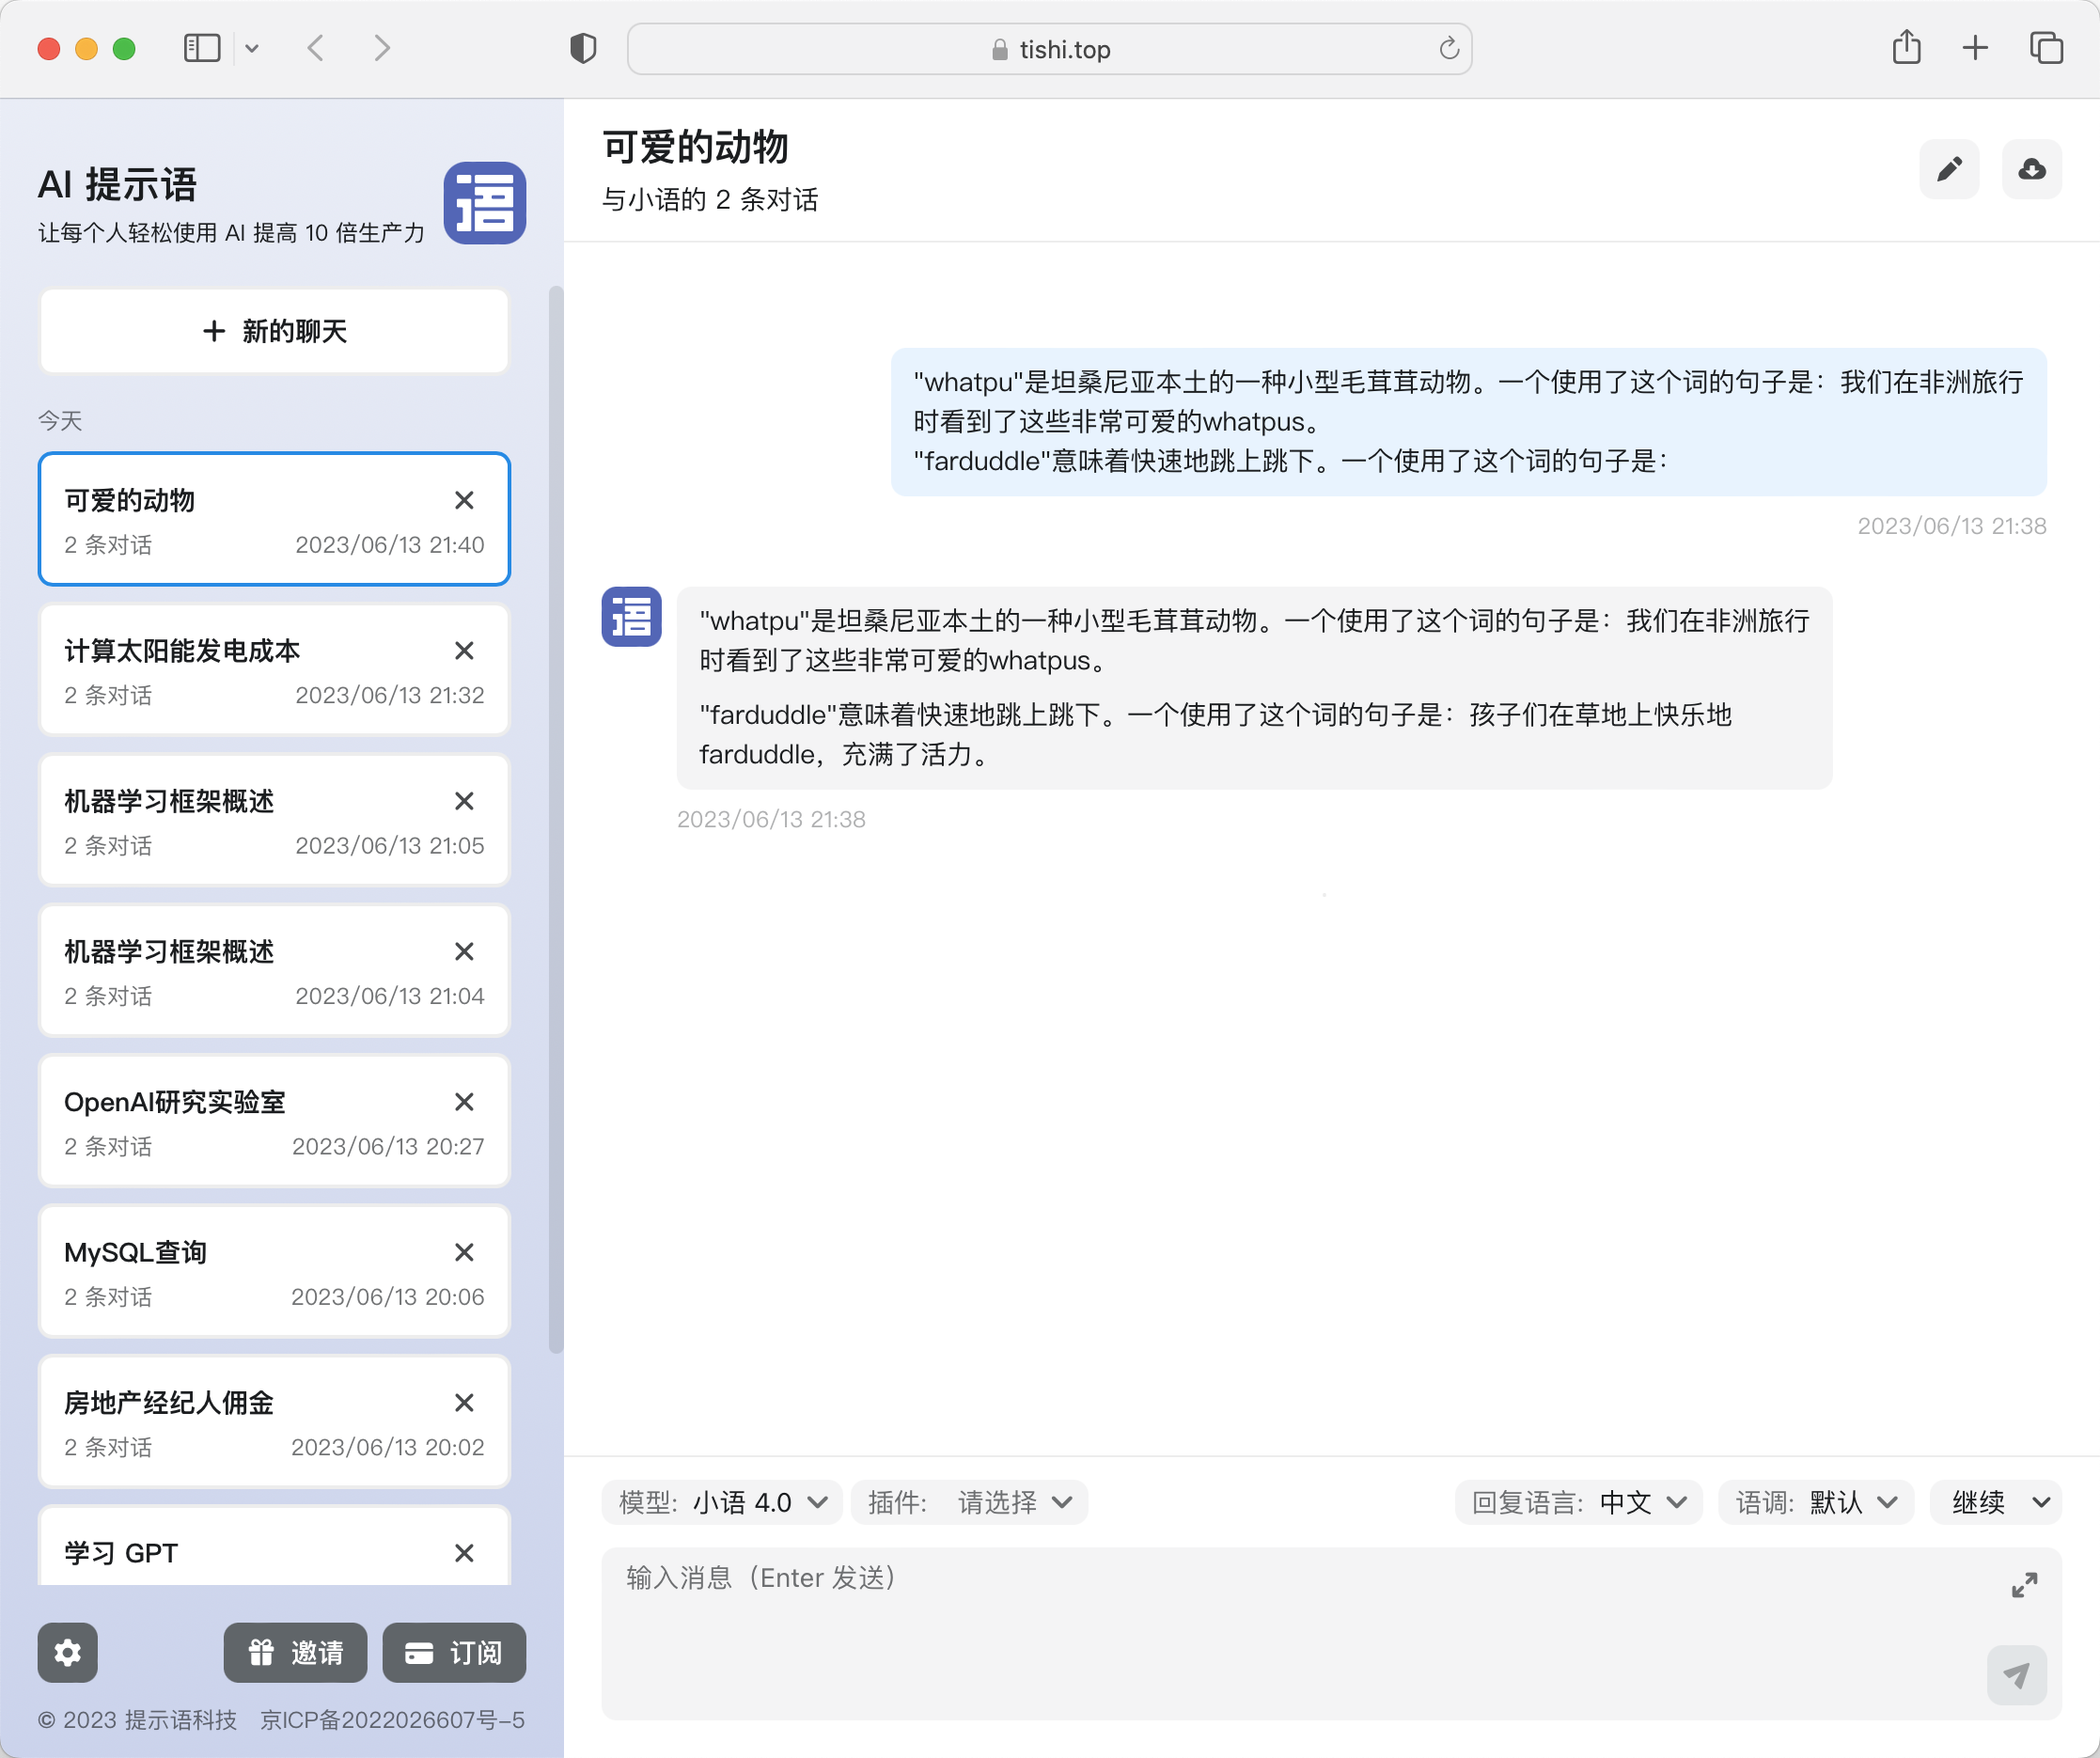 tishi.top
AI 提示语
让每个人轻松使用 AI 提高 10 倍生产力
语
新的聊天
今天
可爱的动物
2 条对话 2023/06/13 21:40
计算太阳能发电成本
2 条对话 2023/06/13 21:32
机器学习框架概述
2 条对话 2023/06/13 21:05
机器学习框架概述
2 条对话 2023/06/13 21:04
OpenAI研究实验室
2 条对话 2023/06/13 20:27
MySQL查询
2 条对话 2023/06/13 20:06
房地产经纪人佣金
2 条对话 2023/06/13 20:02
学习 GPT
邀请 订阅
© 2023 提示语科技 京ICP备2022026607号-5
可爱的动物
与小语的 2 条对话
"whatpu"是坦桑尼亚本土的一种小型毛茸茸动物。一个使用了这个词的句子是：我们在非洲旅行
时看到了这些非常可爱的whatpus。
"farduddle"意味着快速地跳上跳下。一个使用了这个词的句子是：
2023/06/13 21:38
语
"whatpu"是坦桑尼亚本土的一种小型毛茸茸动物。一个使用了这个词的句子是：我们在非洲旅行
时看到了这些非常可爱的whatpus。
"farduddle"意味着快速地跳上跳下。一个使用了这个词的句子是：孩子们在草地上快乐地
farduddle，充满了活力。
2023/06/13 21:38
模型: 小语 4.0 插件: 请选择 回复语言: 中文 语调: 默认 继续
输入消息（Enter 发送）